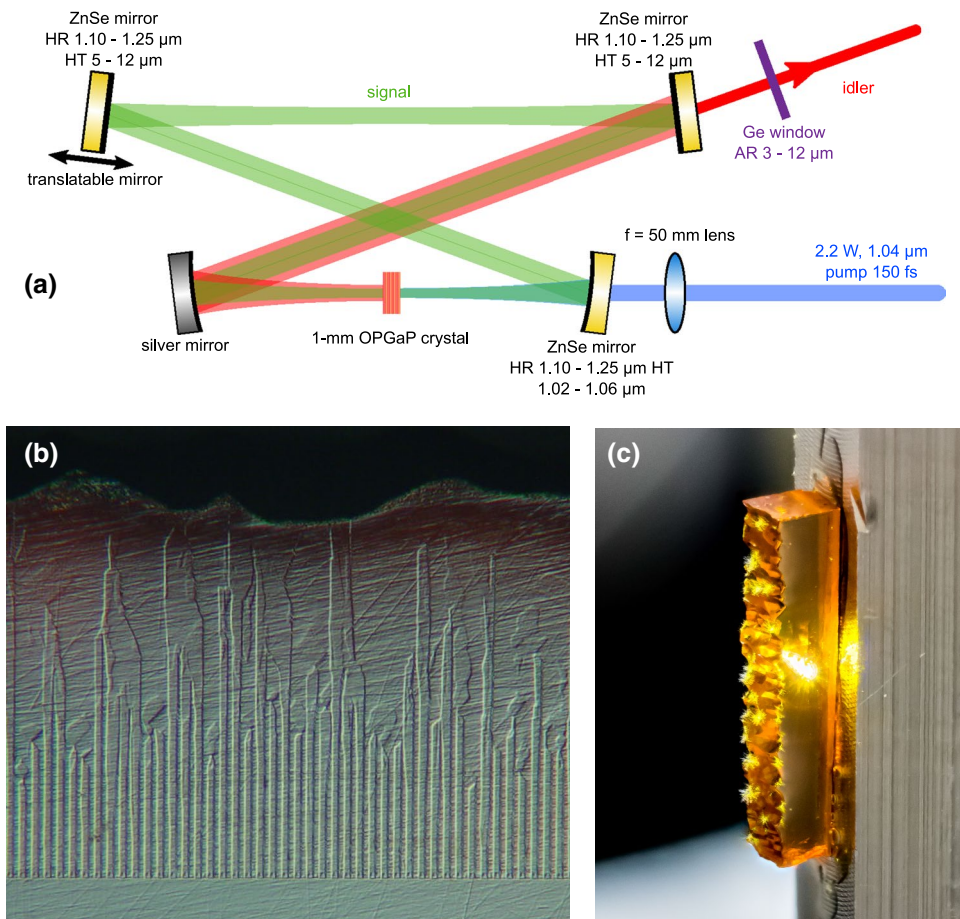 ZnSe mirror
HR 1.10 - 1.25 µm
HT 5 - 12 µm
ZnSe mirror
HR 1.10 - 1.25 µm
HT 5 - 12 µm
signal
idler
Ge window
AR 3 - 12 µm
translatable mirror
(a)
f = 50 mm lens
2.2 W, 1.04 µm
pump 150 fs
silver mirror
1-mm OPGaP crystal
ZnSe mirror
HR 1.10 - 1.25 µm HT
1.02 - 1.06 µm
(b)
(c)